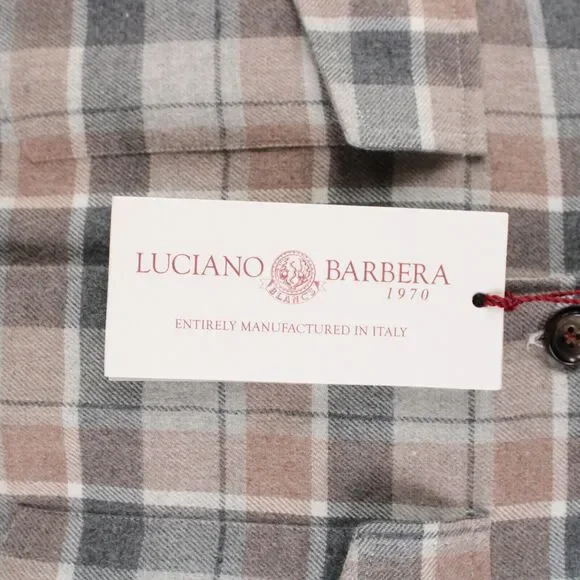 LUCIANO BARBERA
1970
ENTIRELY MANUFACTURED IN ITALY